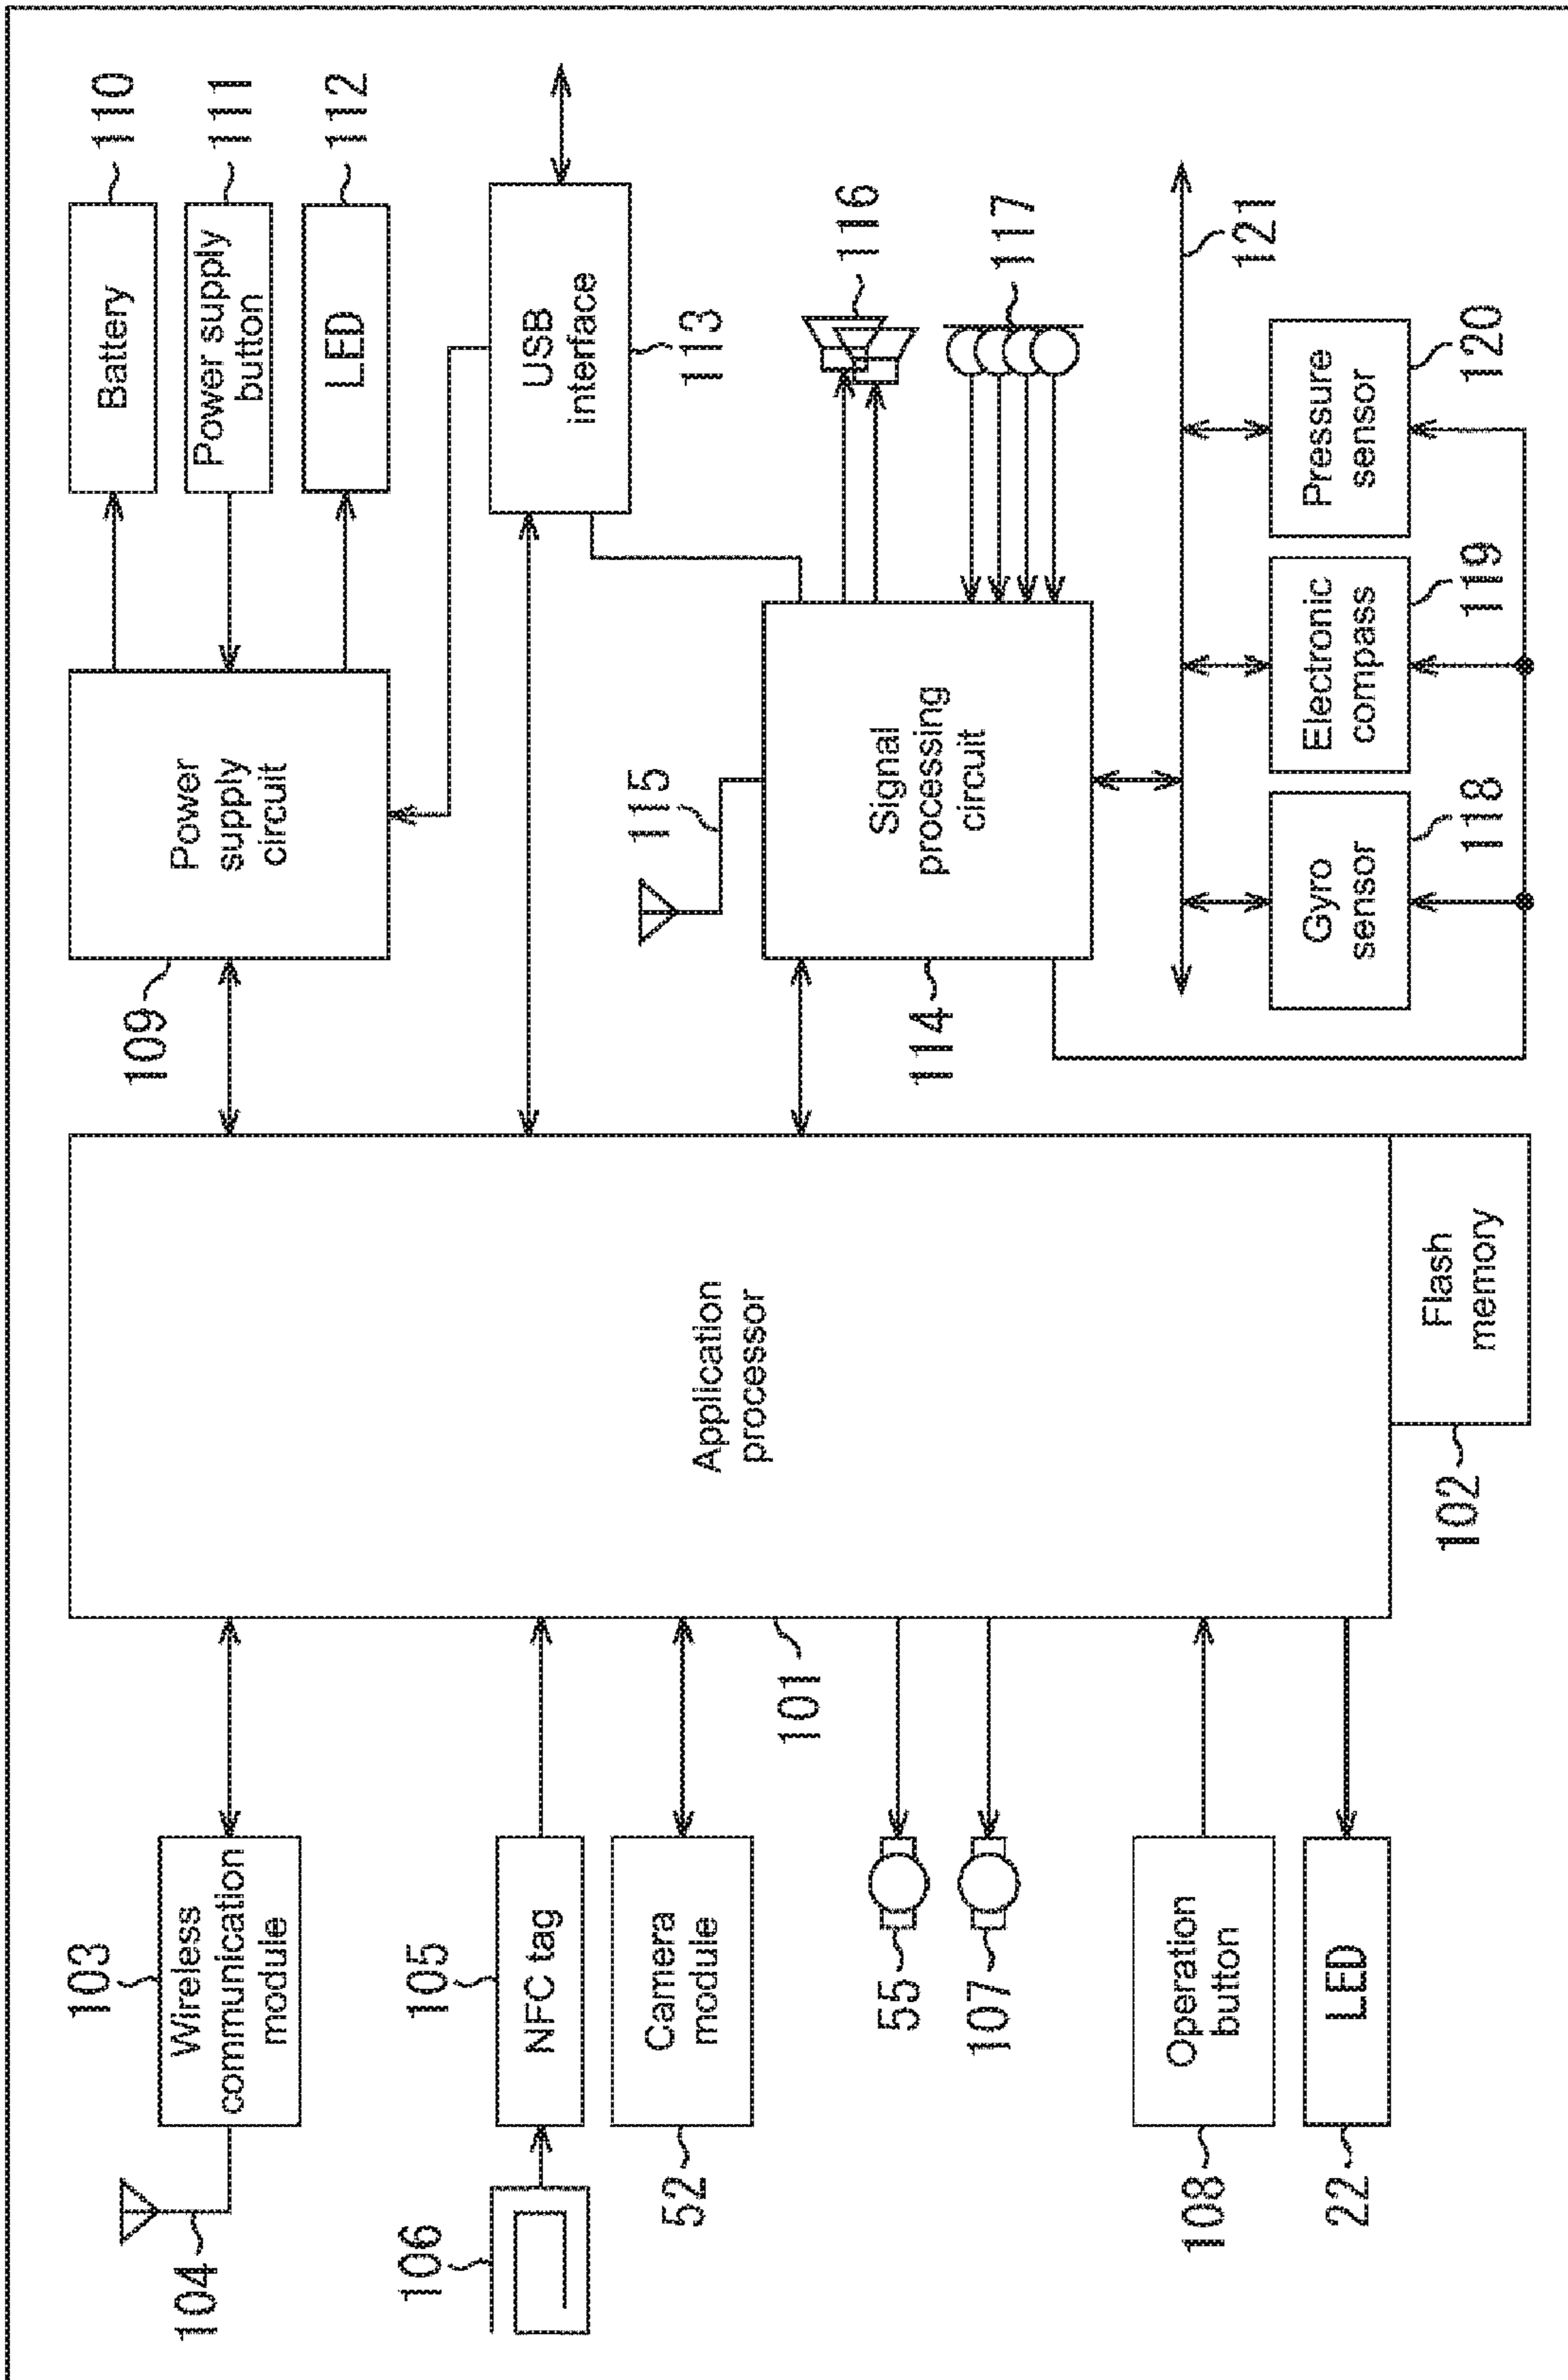 104
103
Wireless
communication
module
106
105
NFC tag
52
Camera
module
55
107
108
Operation
button
22
LED
101
Application
processor
102
Flash
memory
109
Power
supply
circuit
110
Battery
111
Power supply
button
112
LED
USB
interface
113
115
114
Signal
processing
circuit
116
117
121
Gyro
sensor
118
Electronic
compass
119
Pressure
sensor
120